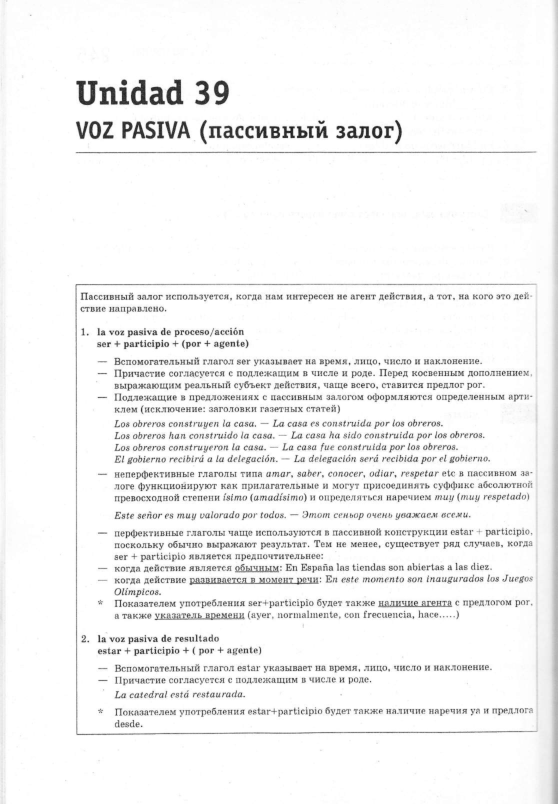 Unidad 39
VOZ PASIVA (пассивный залог)
Пассивный залог используется, когда нам интересен не агент действия, а тот, на кого это дей-
ствие направлено.
1. la voz pasiva de proceso/acción
ser + participio + (por + agente)
— Вспомогательный глагол ser указывает на время, лицо, число и наклонение.
— Причастие согласуется с подлежащим в числе и роде. Перед косвенным дополнением,
выражающим реальный субъект действия, чаще всего, ставится предлог por.
— Подлежащие в предложениях с пассивным залогом оформляются определенным арти-
клем (исключение: заголовки газетных статей)
Los obreros construyen la casa. — La casa es construida por los obreros.
Los obreros han construido la casa. — La casa ha sido construida por los obreros.
Los obreros construyeron la casa. — La casa fue construida por los obreros.
El gobierno recibirá a la delegación. — La delegación será recibida por el gobierno.
— неперфективные глаголы типа amar, saber, conocer, odiar, respetar etc в пассивном за-
логе функционируют как прилагательные и могут присоединять суффикс абсолютной
превосходной степени ísimo (amadísimo) и определяться наречием muy (muy respetado)
Este señor es muy valorado por todos. — Этот сеньор очень уважаем всеми.
— перфективные глаголы чаще используются в пассивной конструкции estar + participio,
поскольку обычно выражают результат. Тем не менее, существует ряд случаев, когда
ser + participio является предпочтительнее:
— когда действие является обычным: En España las tiendas son abiertas a las diez.
— когда действие развивается в момент речи: En este momento son inaugurados los Juegos
Olímpicos.
* Показателем употребления ser+participio будет также наличие агента с предлогом por,
а также указатель времени (ayer, normalmente, con frecuencia, hace.....)
2. la voz pasiva de resultado
estar + participio + ( por + agente)
— Вспомогательный глагол estar указывает на время, лицо, число и наклонение.
— Причастие согласуется с подлежащим в числе и роде.
La catedral está restaurada.
* Показателем употребления estar+participio будет также наличие наречия ya и предлога
desde.